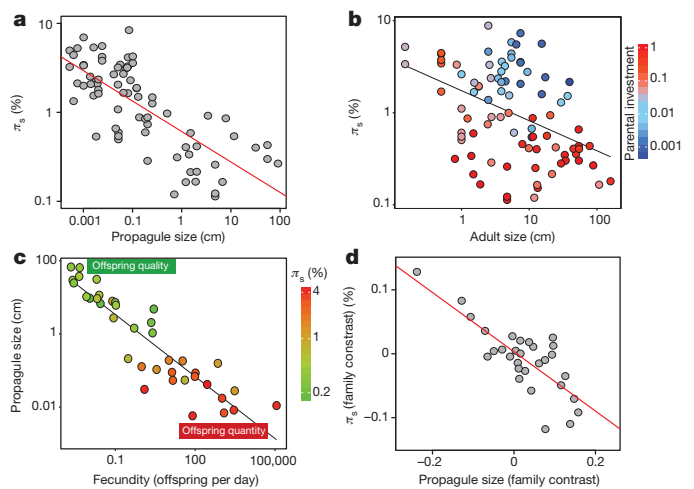 a
10
1
0.1
πs (%)
0.001
0.1
1
10
100
Propagule size (cm)
b
10
1
0.1
πs (%)
1
10
100
Adult size (cm)
1
0.1
0.01
0.001
Parental investment
c
100
1
0.01
Propagule size (cm)
Offspring quality
Offspring quantity
0.1
100
100,000
Fecundity (offspring per day)
πs (%)
4
1
0.2
d
0.1
0
−0.1
πs (family constrast) (%)
−0.2
0
0.2
Propagule size (family contrast)